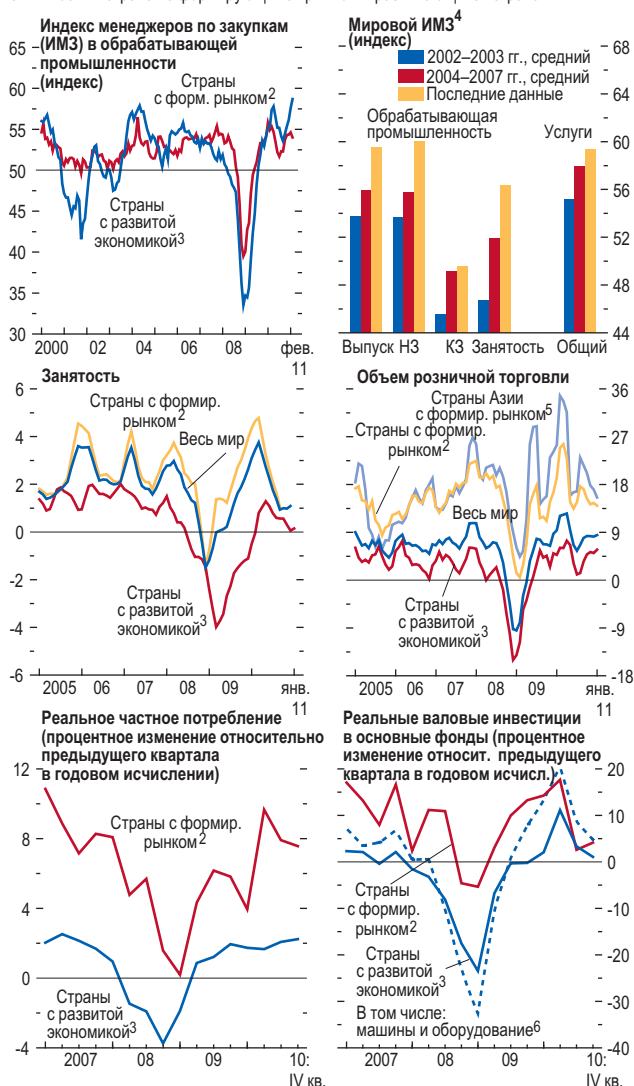 Индекс менеджеров по закупкам
(ИМЗ) в обрабатывающей
промышленности
(индекс)
65
60
55
50
45
40
35
30
Страны
с форм. рынком2
Страны
с развитой
экономикой3
2000 02 04 06 08 фев.
11
Мировой ИМЗ4
(индекс)
2002–2003 гг., средний
2004–2007 гг., средний
Последние данные
Обрабатывающая
промышленность
Услуги
68
64
60
56
52
48
44
Выпуск НЗ КЗ Занятость Общий
Занятость
6
4
2
0
-2
-4
-6
Страны с формир.
рынком2
Весь мир
Страны
с развитой
экономикой3
2005 06 07 08 09 янв.
11
Объем розничной торговли
Страны Азии
с формир. рынком5
Страны с формир.
рынком2
Весь мир
Страны
с развитой
экономикой3
36
27
18
9
0
-9
-18
2005 06 07 08 09 янв.
11
Реальное частное потребление
(процентное изменение относительно
предыдущего квартала
в годовом исчислении)
12
8
4
0
-4
Страны с формир.
рынком2
Страны
с развитой
экономикой3
2007 08 09 10:
IV кв.
Реальные валовые инвестиции
в основные фонды (процентное
изменение относит. предыдущего
квартала в годовом исчисл.)
20
10
0
-10
-20
-30
-40
Страны
с формир.
рынком2
Страны
с развитой
экономикой3
В том числе:
машины и оборудование6
2007 08 09 10:
IV кв.